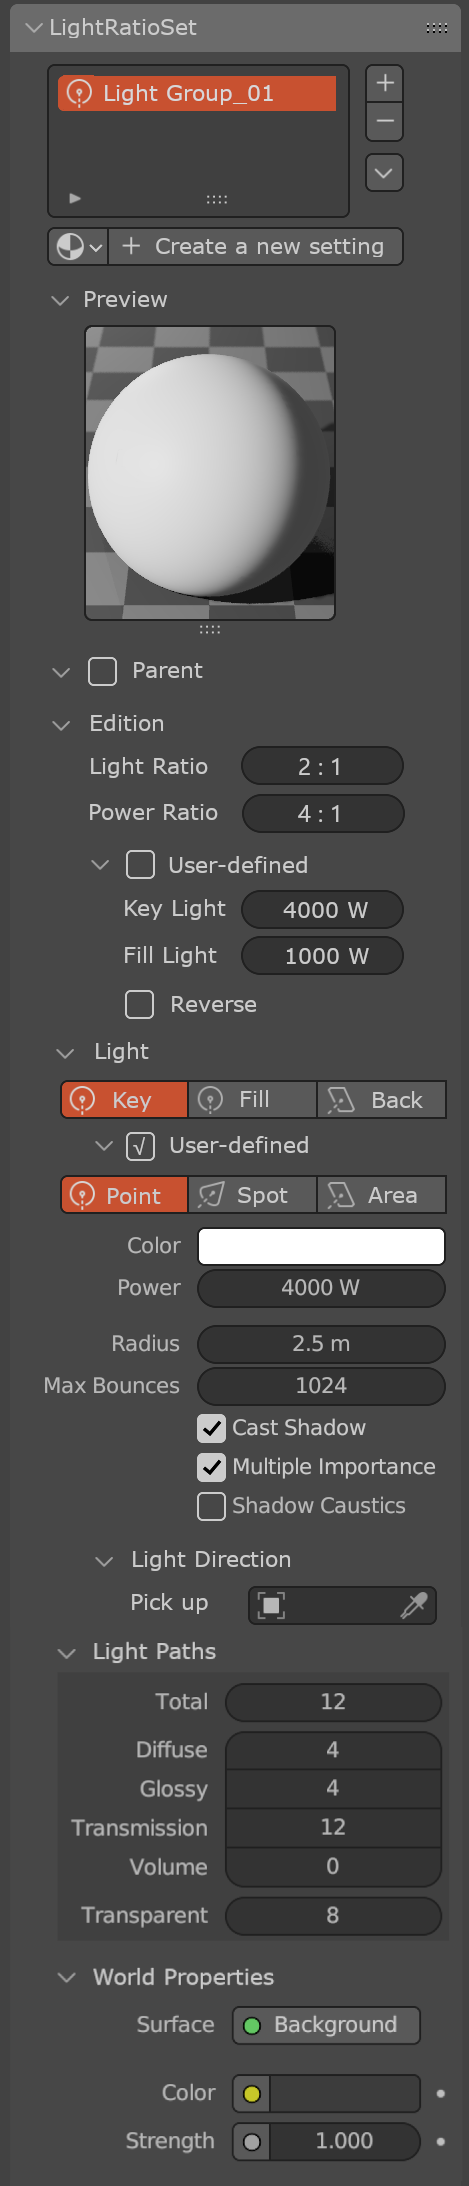 LightRatioSet
Light Group_01
Create a new setting
Preview
Parent
Edition
Light Ratio 2 : 1
Power Ratio 4 : 1
User-defined
Key Light 4000 W
Fill Light 1000 W
Reverse
Light
Key Fill Back
√ User-defined
Point Spot Area
Color
Power 4000 W
Radius 2.5 m
Max Bounces 1024
Cast Shadow
Multiple Importance
Shadow Caustics
Light Direction
Pick up
Light Paths
Total 12
Diffuse 4
Glossy 4
Transmission 12
Volume 0
Transparent 8
World Properties
Surface Background
Color
Strength 1.000